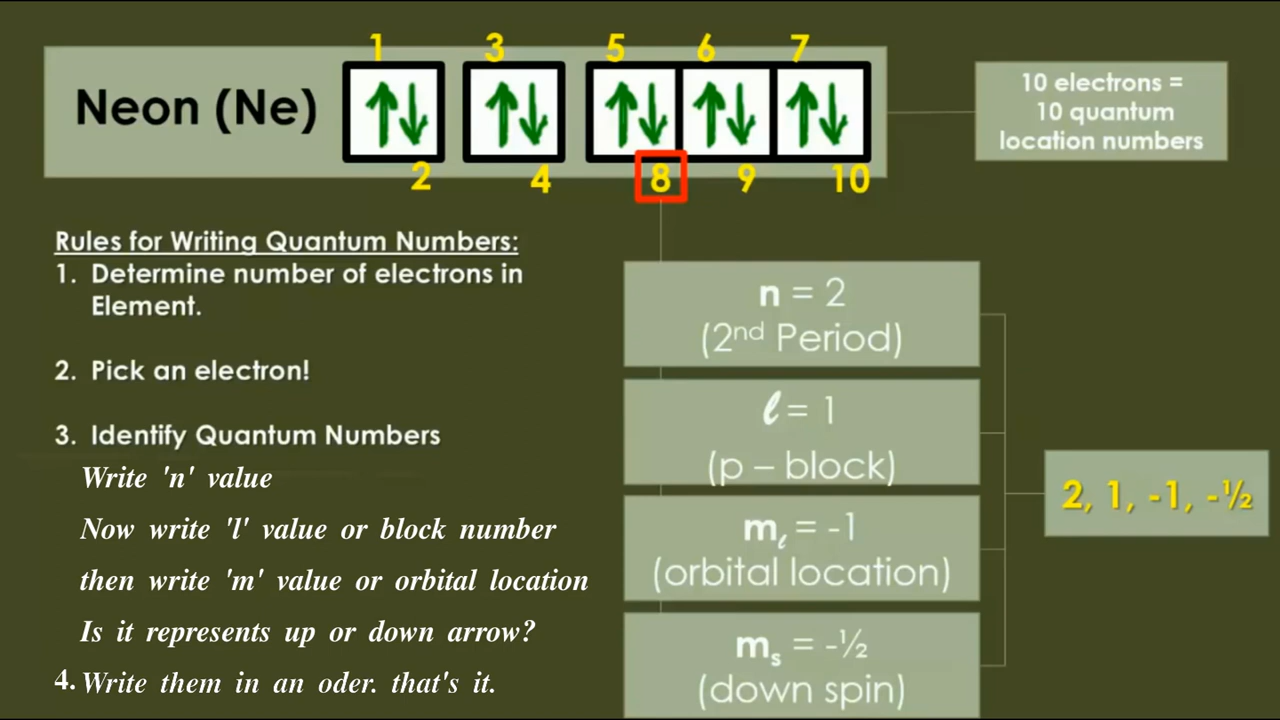 1 3 5 6 7
Neon (Ne)
2 4 8 9 10
10 electrons =
10 quantum
location numbers
Rules for Writing Quantum Numbers:
1. Determine number of electrons in
Element.
2. Pick an electron!
3. Identify Quantum Numbers
Write 'n' value
Now write 'l' value or block number
then write 'm' value or orbital location
Is it represents up or down arrow?
4. Write them in an oder. that's it.
n = 2
(2nd Period)
ℓ = 1
(p – block)
mℓ = -1
(orbital location)
ms = -½
(down spin)
2, 1, -1, -½